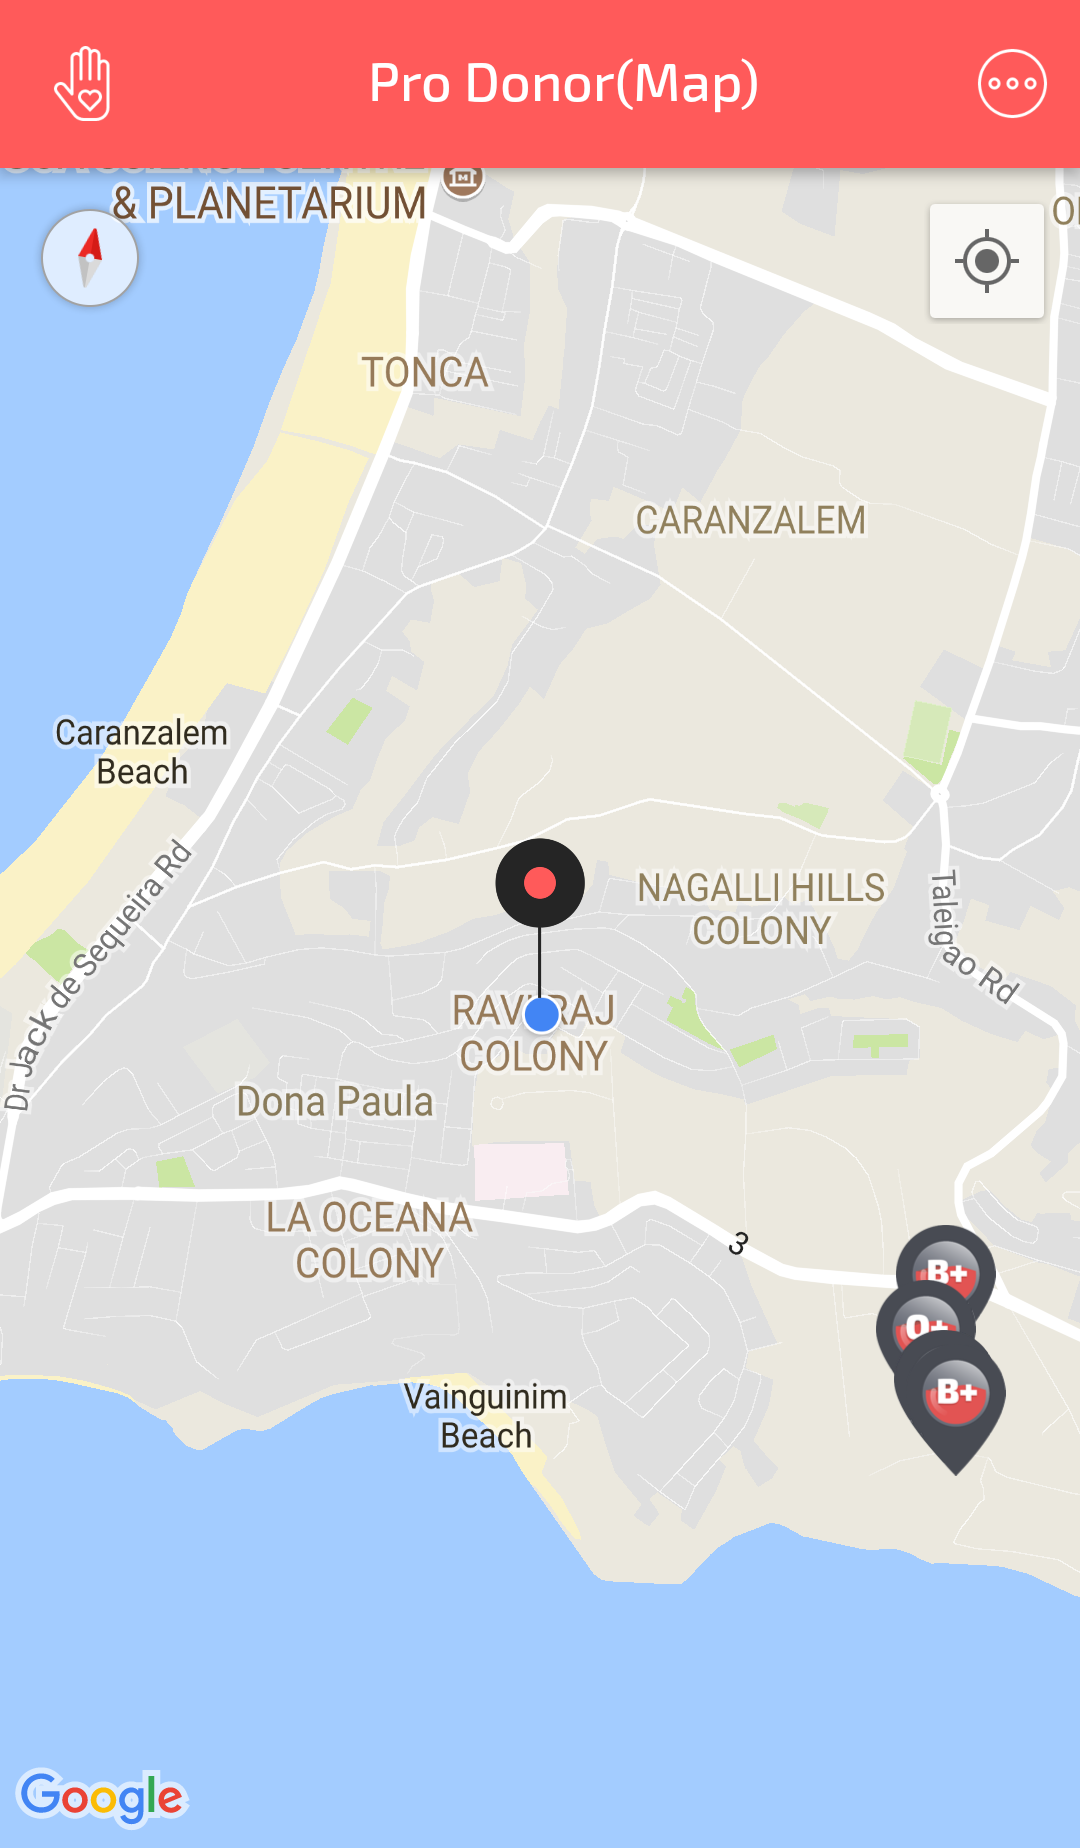 Pro Donor(Map)
& PLANETARIUM
TONCA
CARANZALEM
Caranzalem
Beach
Dr Jack de Sequeira Rd
NAGALLI HILLS
COLONY
Taleigao Rd
COLONY
Dona Paula
LA OCEANA
COLONY
3
B+
O+
B+
Vainguinim
Beach
Google